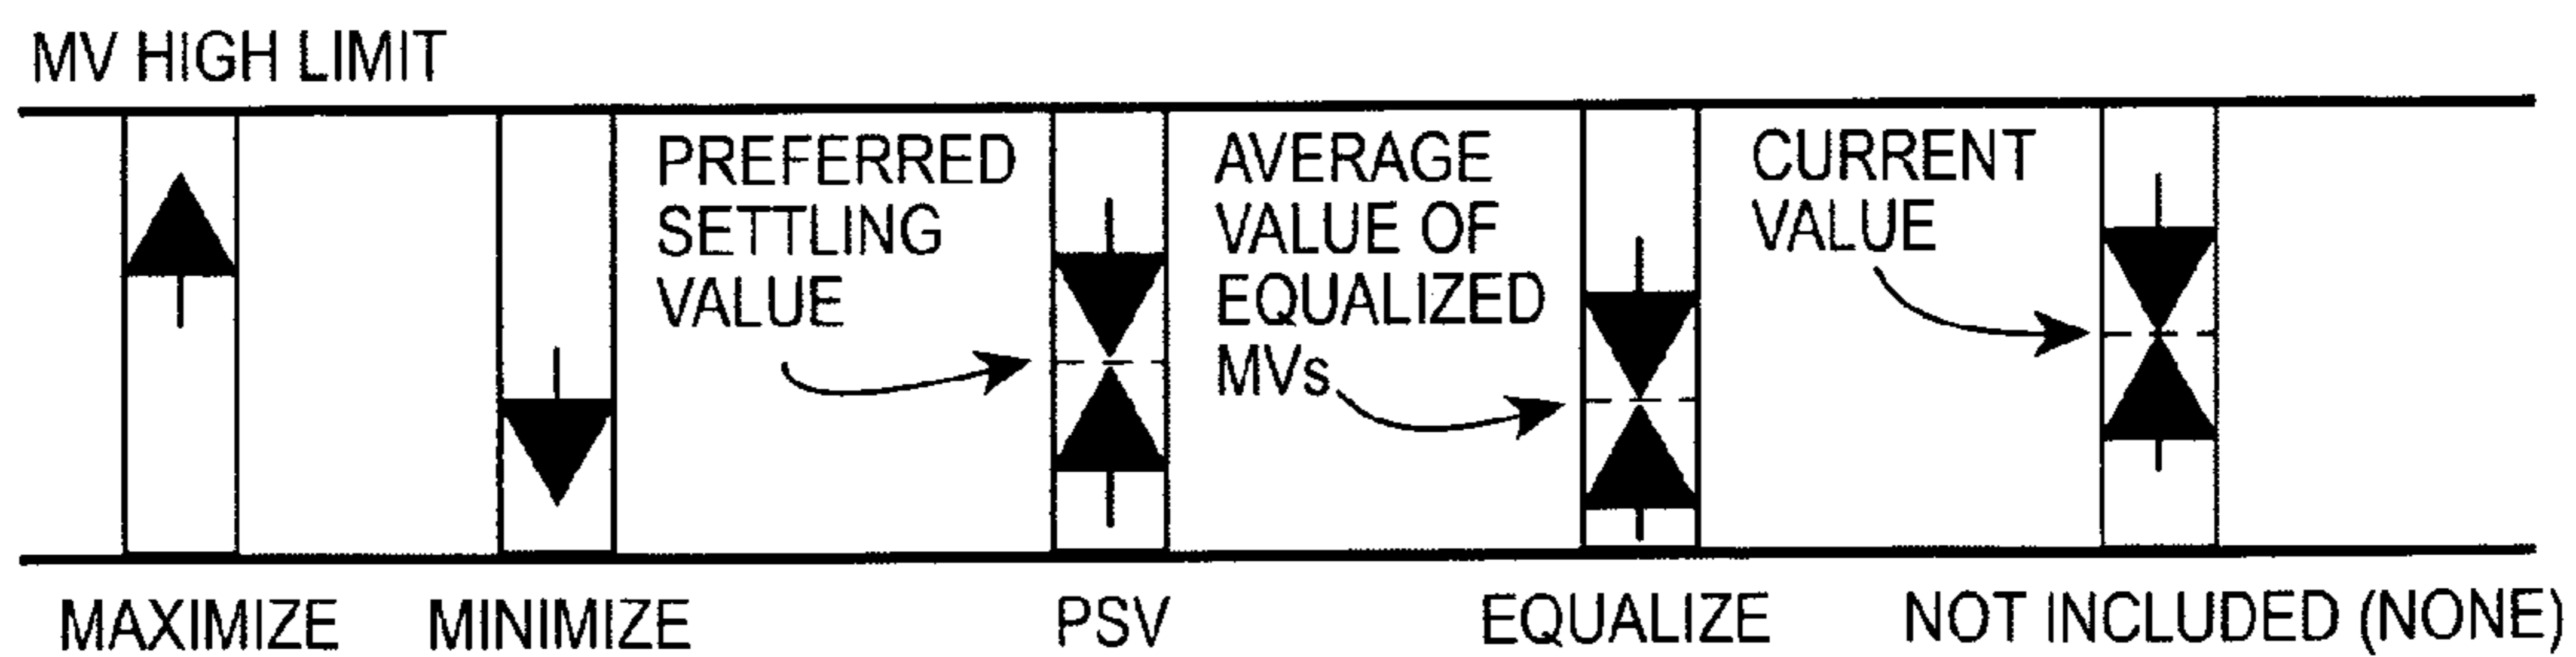 MV HIGH LIMIT
PREFERRED
SETTLING
VALUE
AVERAGE
VALUE OF
EQUALIZED
MVs
CURRENT
VALUE
MAXIMIZE
MINIMIZE
PSV
EQUALIZE
NOT INCLUDED (NONE)